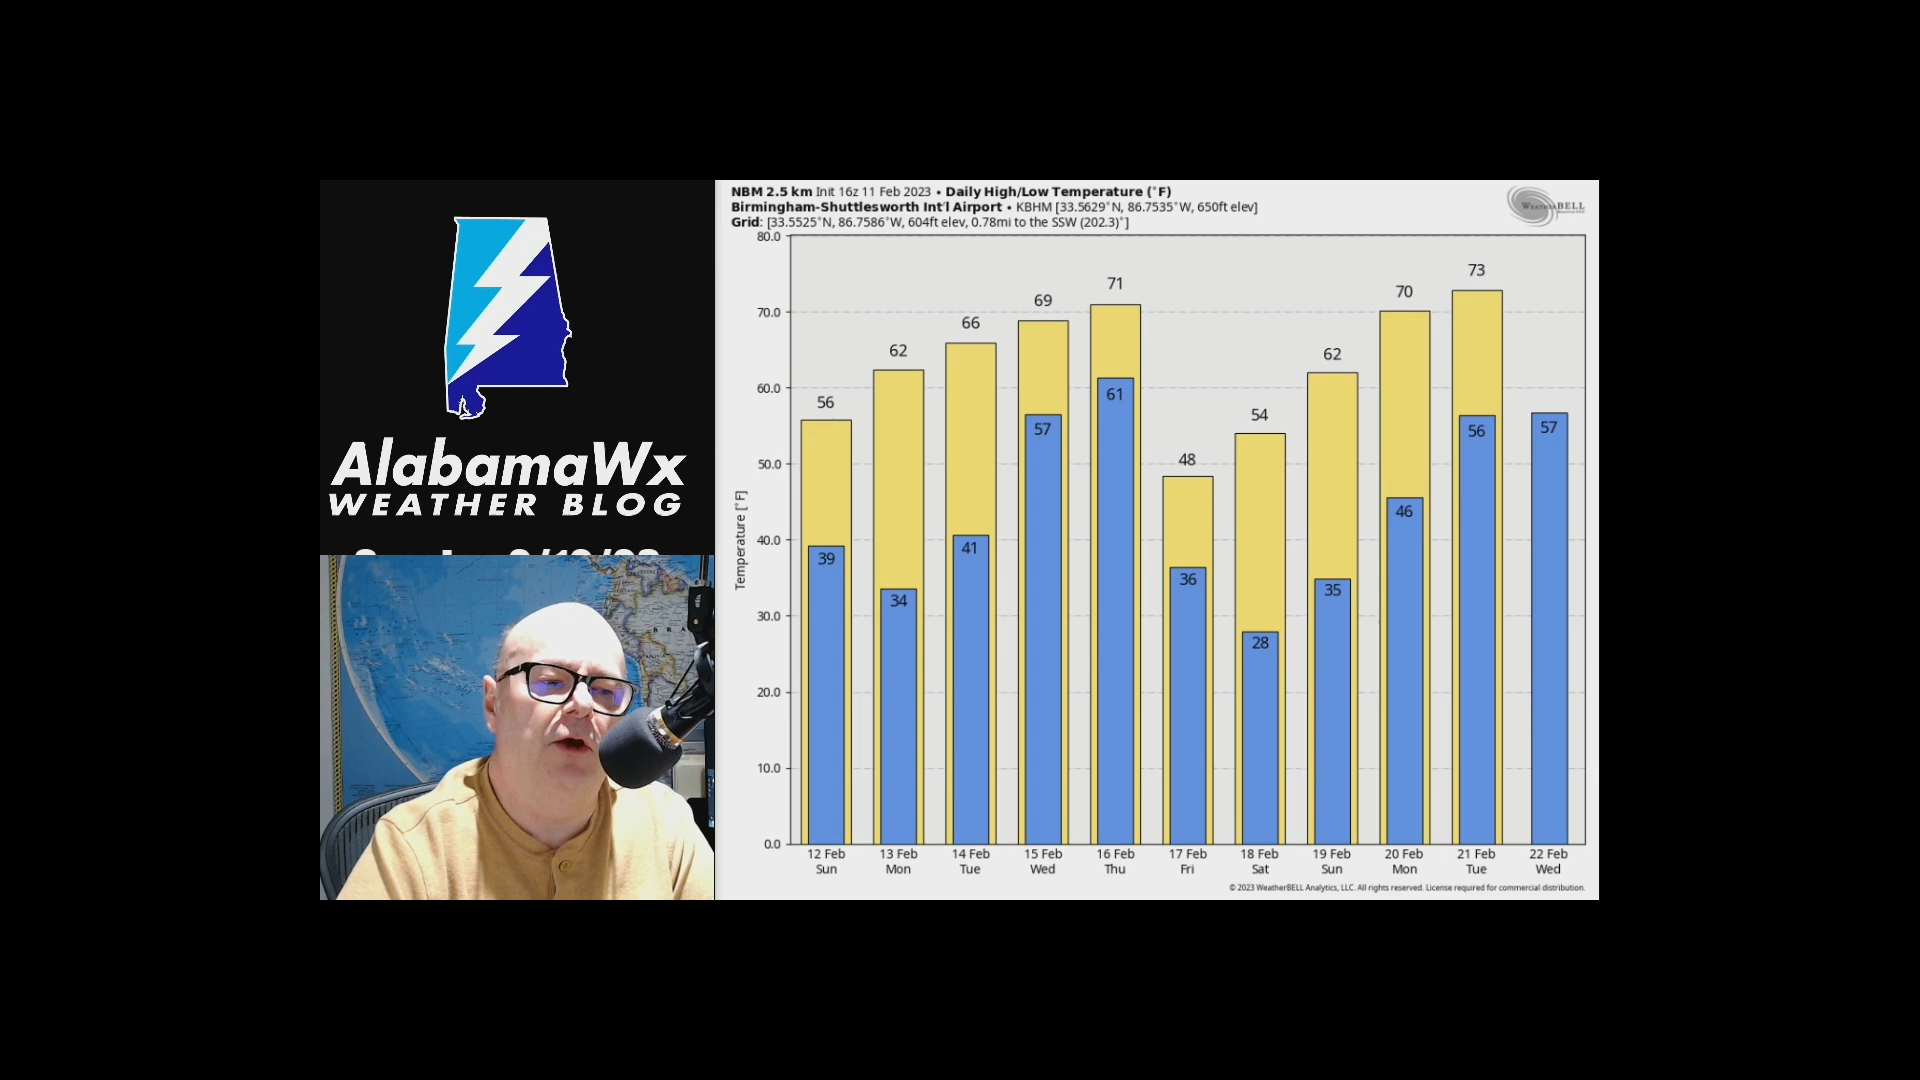 AlabamaWx
WEATHER BLOG
NBM 2.5 km Init 16z 11 Feb 2023 • Daily High/Low Temperature (°F)
Birmingham-Shuttlesworth Int'l Airport • KBHM [33.5629°N, 86.7535°W, 650ft elev]
Grid: [33.5525°N, 86.7586°W, 604ft elev, 0.78mi to the SSW (202.3)°]
WEATHERBELL
80.0
70.0
60.0
50.0
40.0
30.0
20.0
10.0
0.0
Temperature [°F]
56
62
66
69
71
48
54
62
70
73
39
34
41
57
61
36
28
35
46
56
57
12 Feb
Sun
13 Feb
Mon
14 Feb
Tue
15 Feb
Wed
16 Feb
Thu
17 Feb
Fri
18 Feb
Sat
19 Feb
Sun
20 Feb
Mon
21 Feb
Tue
22 Feb
Wed
© 2023 WeatherBELL Analytics, LLC. All rights reserved. License required for commercial distribution.